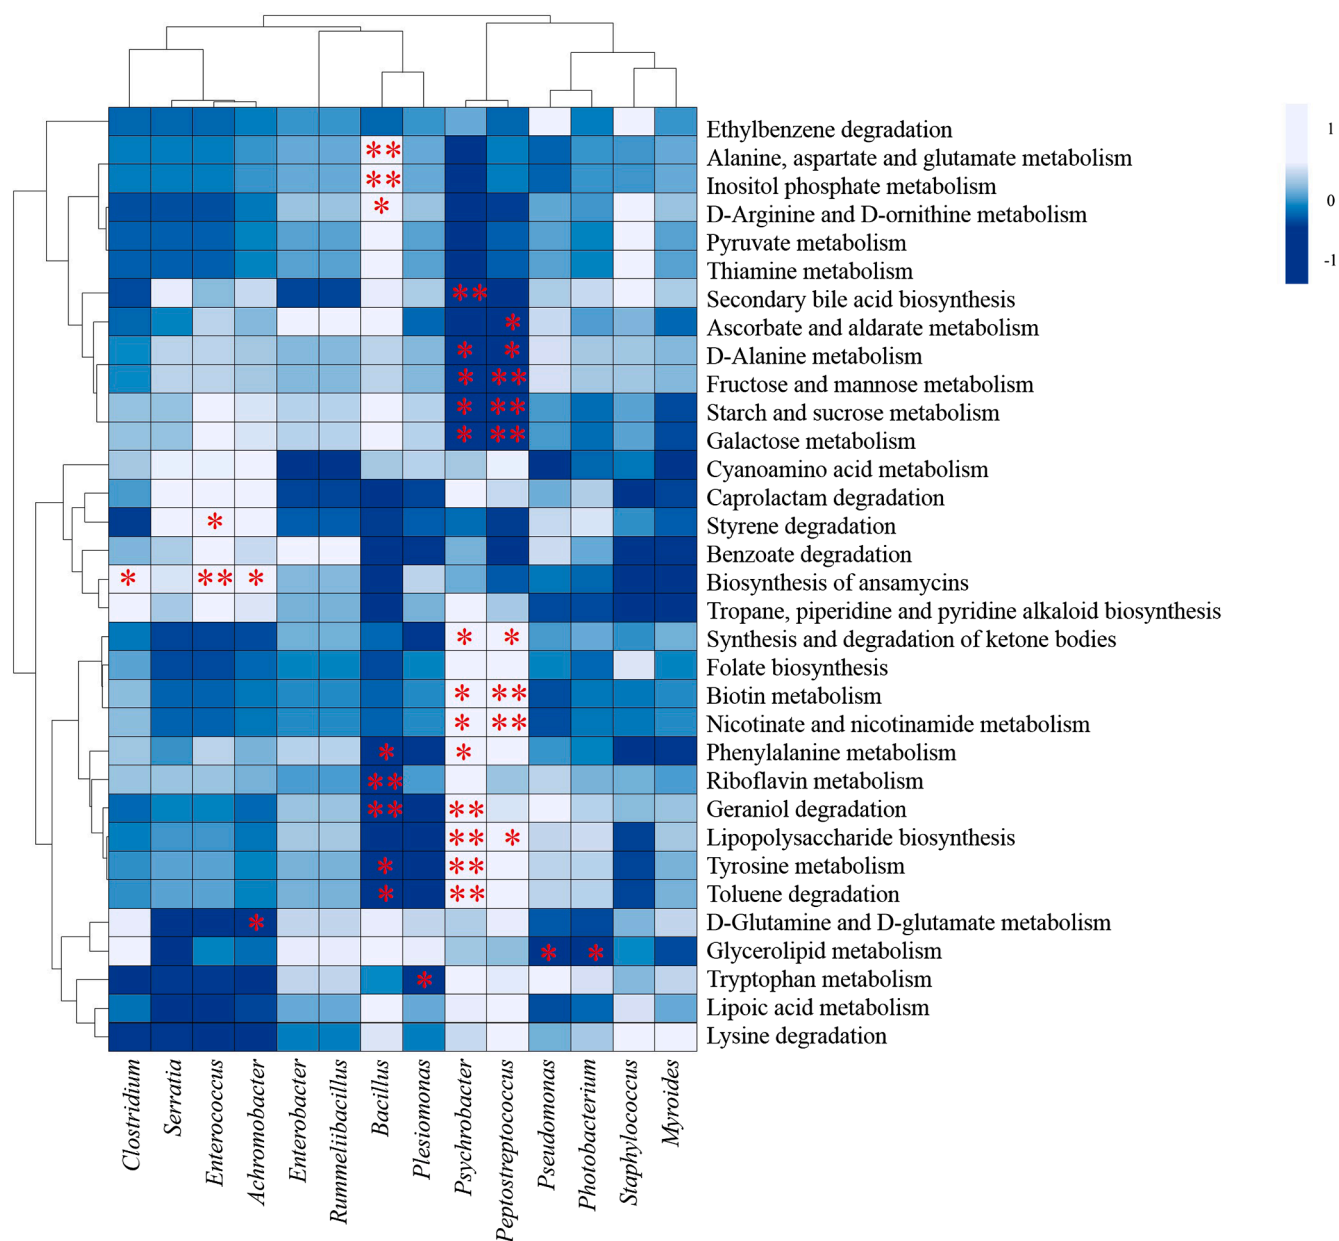 1
0
-1
Ethylbenzene degradation
**
Alanine, aspartate and glutamate metabolism
**
Inositol phosphate metabolism
*
D-Arginine and D-ornithine metabolism
Pyruvate metabolism
Thiamine metabolism
**
Secondary bile acid biosynthesis
*
Ascorbate and aldarate metabolism
* *
D-Alanine metabolism
* **
Fructose and mannose metabolism
* **
Starch and sucrose metabolism
* **
Galactose metabolism
Cyanoamino acid metabolism
Caprolactam degradation
*
Styrene degradation
Benzoate degradation
* ** *
Biosynthesis of ansamycins
Tropane, piperidine and pyridine alkaloid biosynthesis
* *
Synthesis and degradation of ketone bodies
Folate biosynthesis
* **
Biotin metabolism
* **
Nicotinate and nicotinamide metabolism
* *
Phenylalanine metabolism
**
Riboflavin metabolism
** **
Geraniol degradation
** *
Lipopolysaccharide biosynthesis
* **
Tyrosine metabolism
* **
Toluene degradation
*
D-Glutamine and D-glutamate metabolism
* *
Glycerolipid metabolism
*
Tryptophan metabolism
Lipoic acid metabolism
Lysine degradation
Clostridium
Serratia
Enterococcus
Achromobacter
Enterobacter
Rummeliibacillus
Bacillus
Plesiomonas
Psychrobacter
Peptostreptococcus
Pseudomonas
Photobacterium
Staphylococcus
Myroides